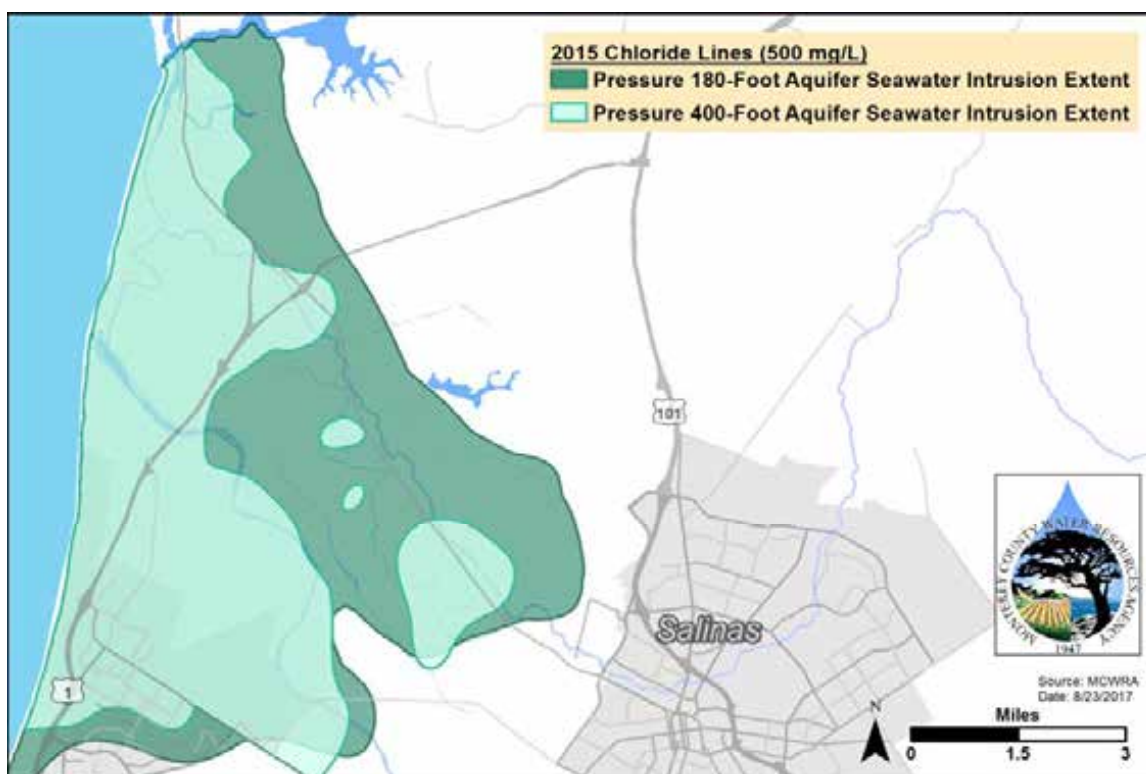 2015 Chloride Lines (500 mg/L)
Pressure 180-Foot Aquifer Seawater Intrusion Extent
Pressure 400-Foot Aquifer Seawater Intrusion Extent
101
Salinas
1
MONTEREY COUNTY WATER RESOURCES AGENCY
1947
Source: MCWRA
Date: 8/23/2017
N
Miles
0 1.5 3